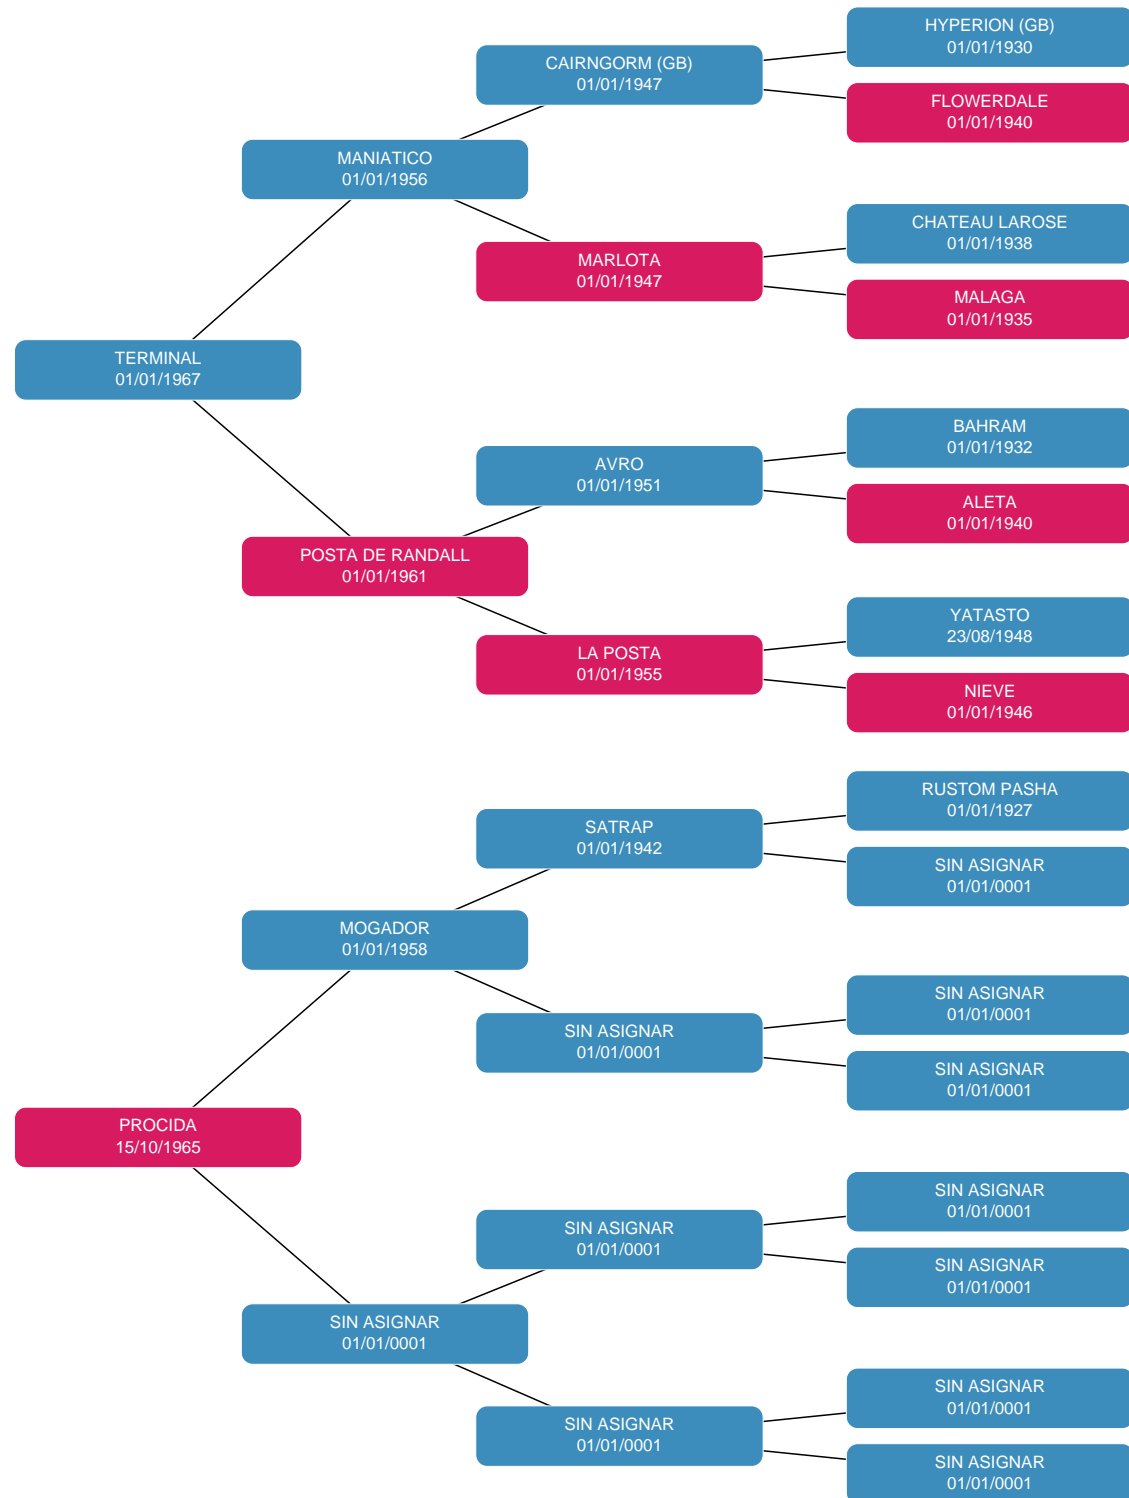 HYPERION (GB)
01/01/1930
CAIRNGORM (GB)
01/01/1947
FLOWERDALE
01/01/1940
MANIATICO
01/01/1956
CHATEAU LAROSE
01/01/1938
MARLOTA
01/01/1947
MALAGA
01/01/1935
TERMINAL
01/01/1967
BAHRAM
01/01/1932
AVRO
01/01/1951
ALETA
01/01/1940
POSTA DE RANDALL
01/01/1961
YATASTO
23/08/1948
LA POSTA
01/01/1955
NIEVE
01/01/1946
RUSTOM PASHA
01/01/1927
SATRAP
01/01/1942
SIN ASIGNAR
01/01/0001
MOGADOR
01/01/1958
SIN ASIGNAR
01/01/0001
SIN ASIGNAR
01/01/0001
SIN ASIGNAR
01/01/0001
PROCIDA
15/10/1965
SIN ASIGNAR
01/01/0001
SIN ASIGNAR
01/01/0001
SIN ASIGNAR
01/01/0001
SIN ASIGNAR
01/01/0001
SIN ASIGNAR
01/01/0001
SIN ASIGNAR
01/01/0001
SIN ASIGNAR
01/01/0001